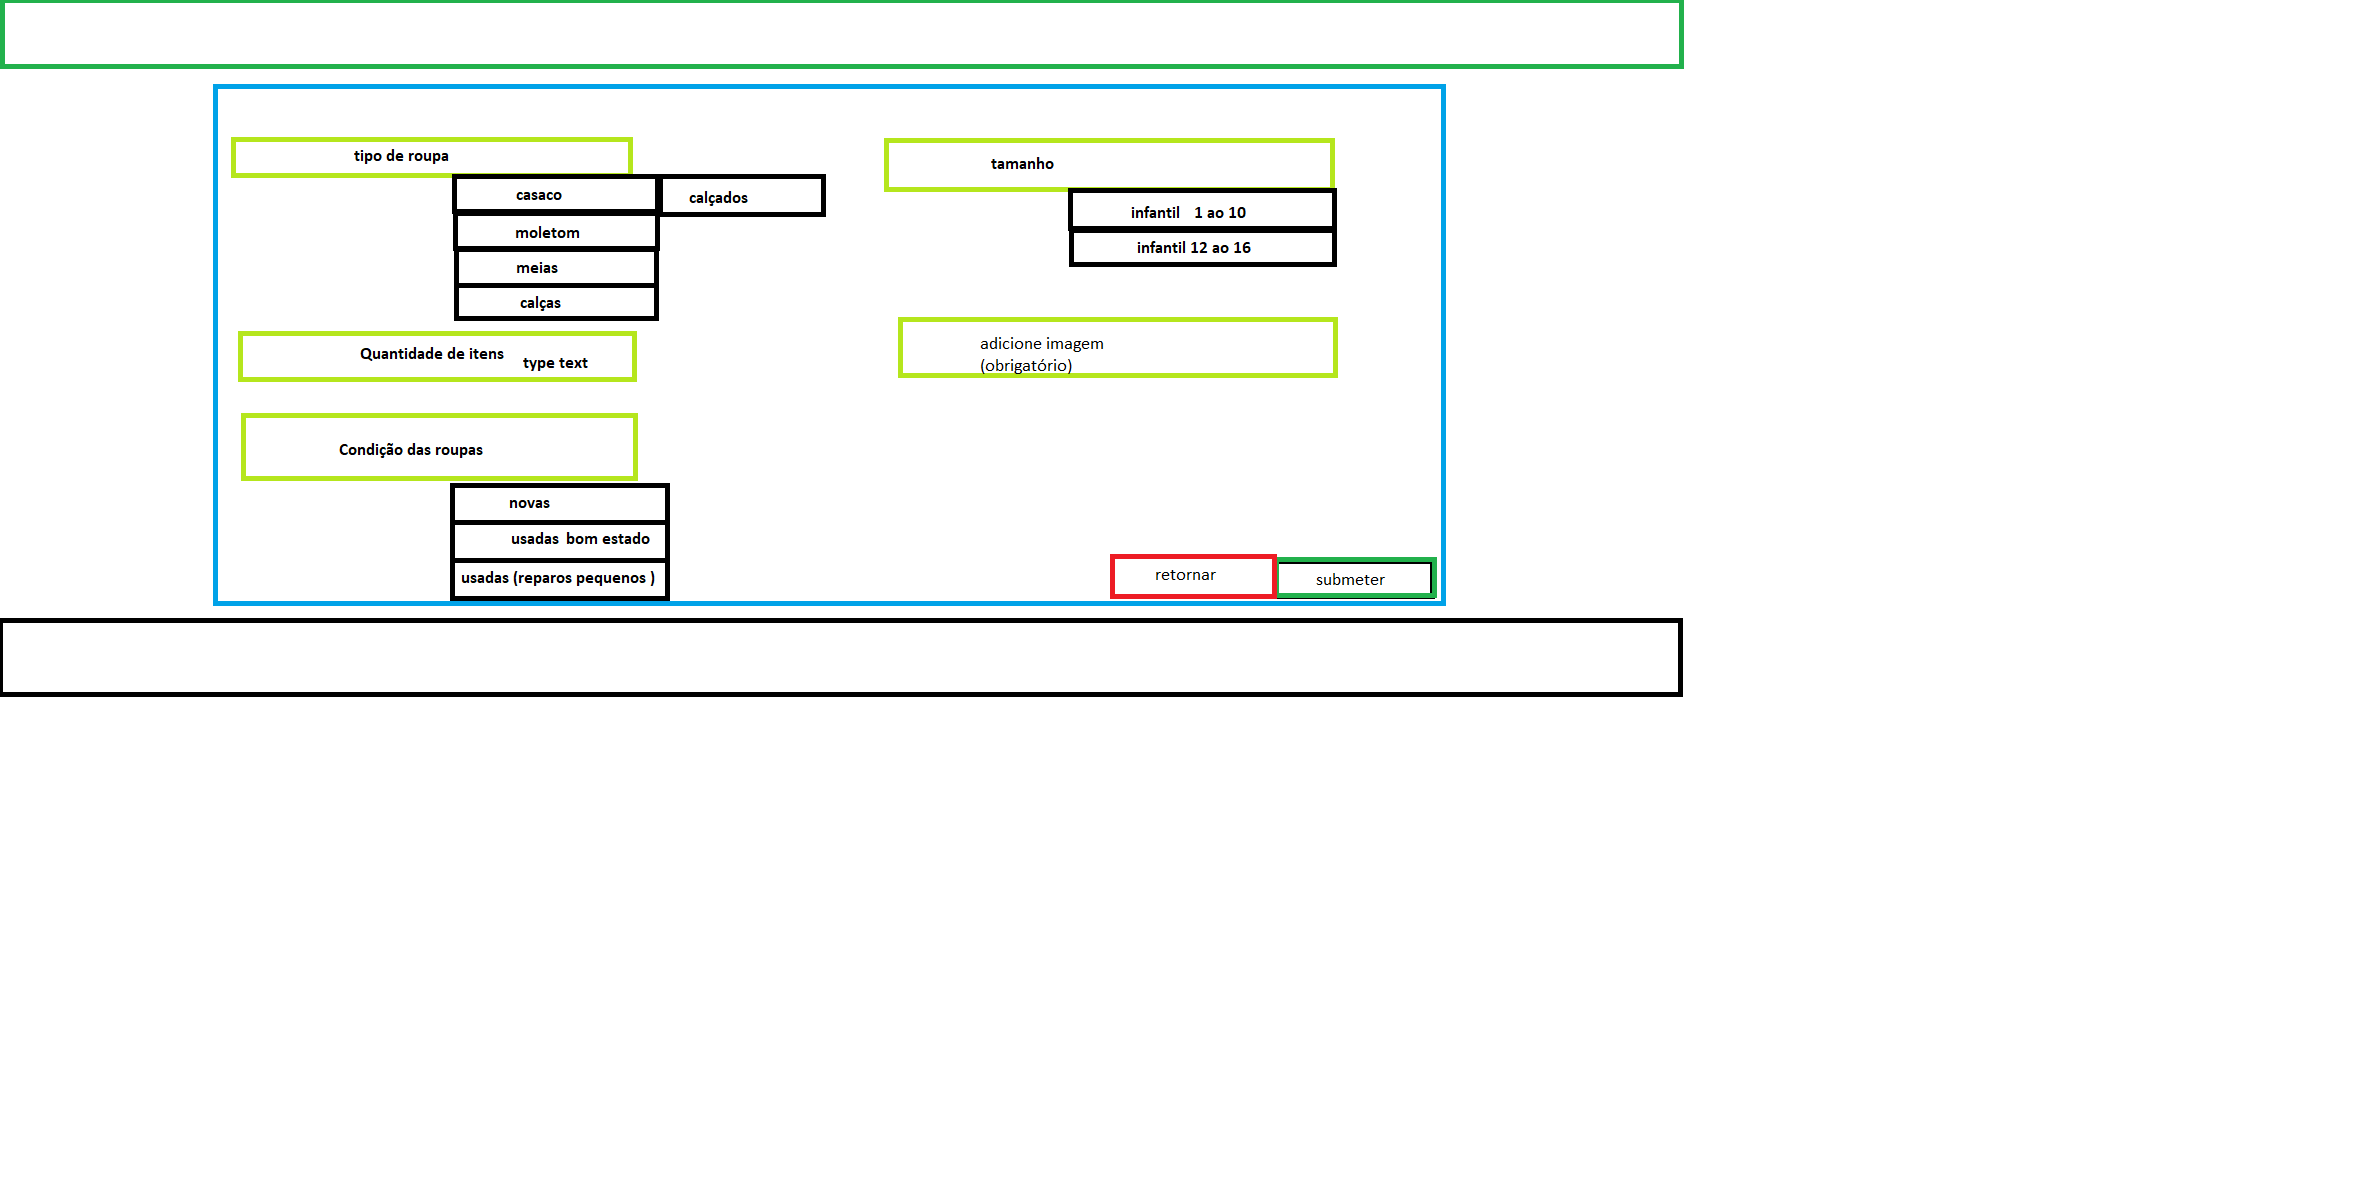 tipo de roupa
casaco
calçados
moletom
meias
calças
tamanho
infantil 1 ao 10
infantil 12 ao 16
Quantidade de itens
type text
adicione imagem
(obrigatório)
Condição das roupas
novas
usadas bom estado
usadas (reparos pequenos )
retornar
submeter